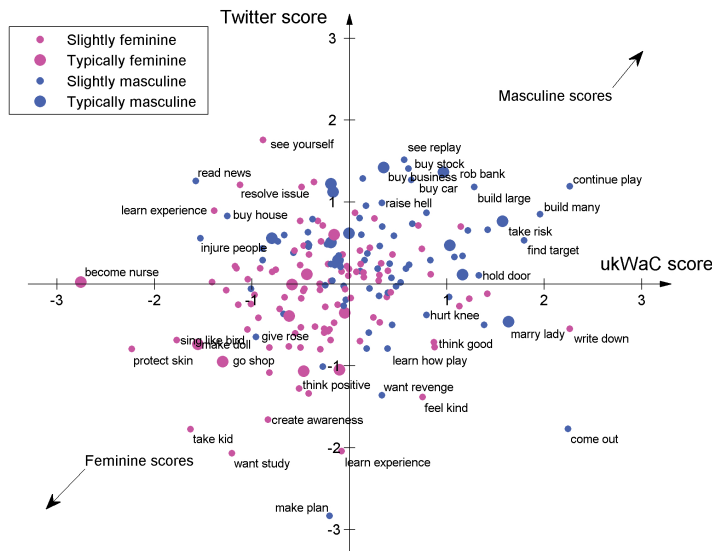 Twitter score
Slightly feminine
Typically feminine
Slightly masculine
Typically masculine
3
Masculine scores
2
see yourself
see replay
read news
buy stock
resolve issue
buy business
rob bank
continue play
buy car
build large
learn experience
1
raise hell
build many
buy house
take risk
injure people
find target
ukWaC score
become nurse
hold door
-3
-2
-1
1
2
3
hurt knee
sing like bird
give rose
marry lady
write down
make doll
think good
protect skin
go shop
-1
learn how play
think positive
want revenge
feel kind
create awareness
take kid
come out
-2
Feminine scores
want study
learn experience
make plan
-3